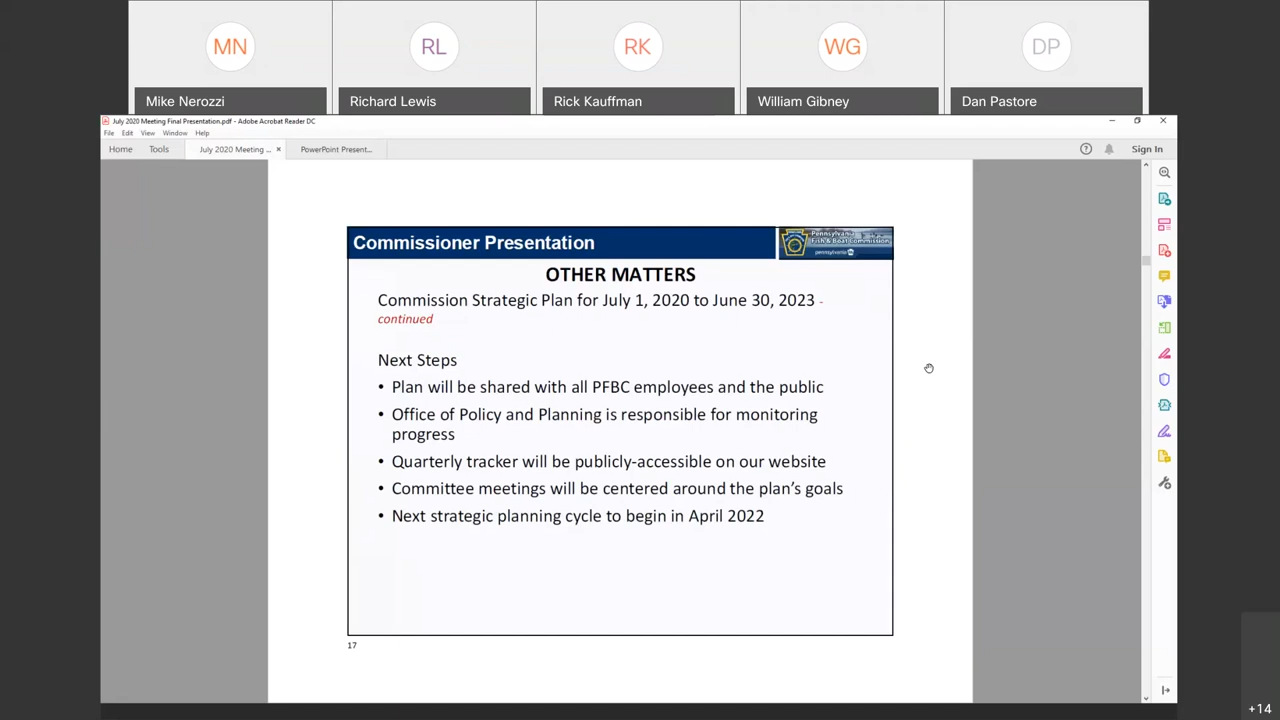 MN
RL
RK
WG
DP
Mike Nerozzi
Richard Lewis
Rick Kauffman
William Gibney
Dan Pastore
July 2020 Meeting Final Presentation.pdf - Adobe Acrobat Reader DC
File Edit View Window Help
Home Tools July 2020 Meeting ... × PowerPoint Present... Sign In
Commissioner Presentation
Pennsylvania
Fish & Boat Commission
pennsylvania
OTHER MATTERS
Commission Strategic Plan for July 1, 2020 to June 30, 2023 -
continued
Next Steps
• Plan will be shared with all PFBC employees and the public
• Office of Policy and Planning is responsible for monitoring
progress
• Quarterly tracker will be publicly-accessible on our website
• Committee meetings will be centered around the plan's goals
• Next strategic planning cycle to begin in April 2022
17
+14